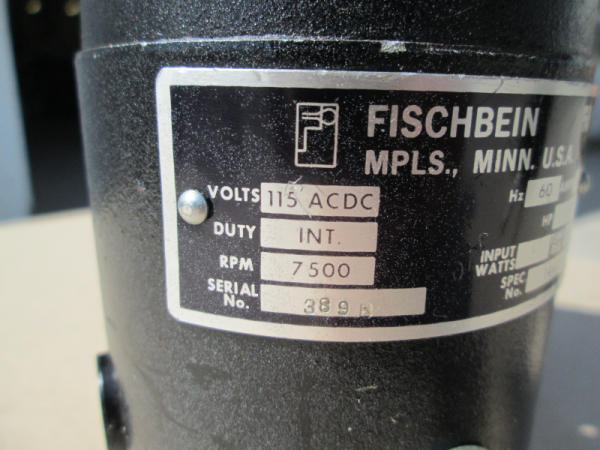 FISCHBEIN
MPLS., MINN. U.S.A.
VOLTS 115 ACDC
DUTY INT.
RPM 7500
SERIAL No. 389
Hz 60
HP
INPUT WATTS
SPEC No.